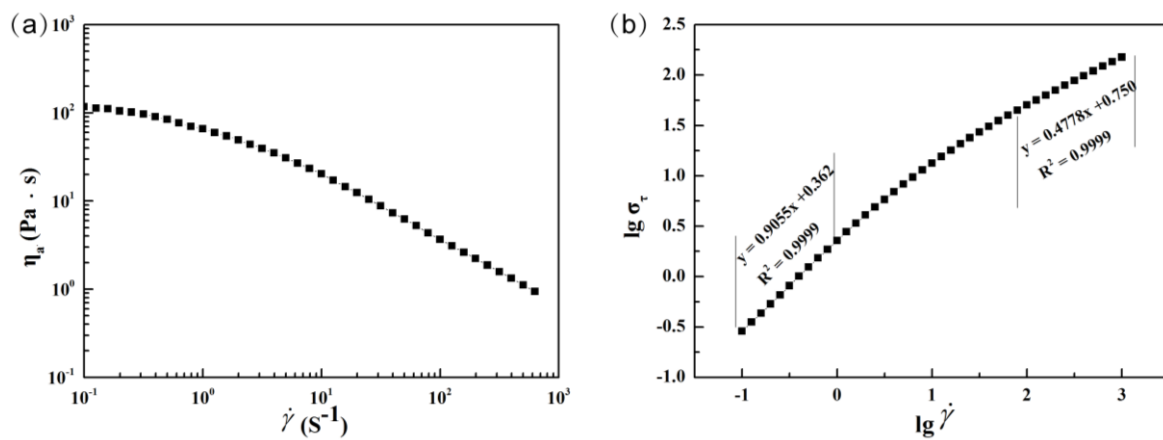 (a)
10³
10²
10¹
10⁰
10⁻¹
ηₐ (Pa · s)
10⁻¹ 10⁰ 10¹ 10² 10³
γ̇ (S⁻¹)
(b)
2.5
2.0
1.5
1.0
0.5
0.0
-0.5
-1.0
lg σ_τ
y = 0.9055x +0.362
R² = 0.9999
y = 0.4778x +0.750
R² = 0.9999
-1 0 1 2 3
lg γ̇